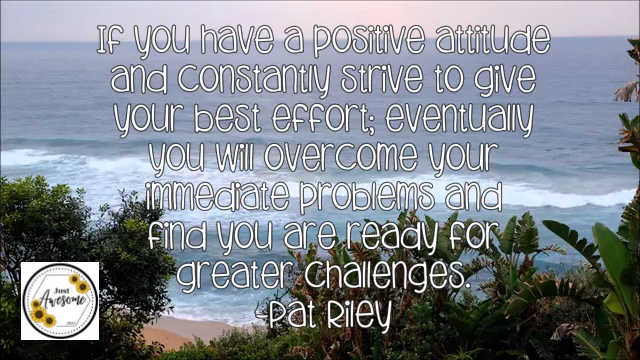 If you have a positive attitude
and constantly strive to give
your best effort; eventually
you will overcome your
immediate problems and
find you are ready for
greater challenges.
-Pat Riley
Just
Awesome